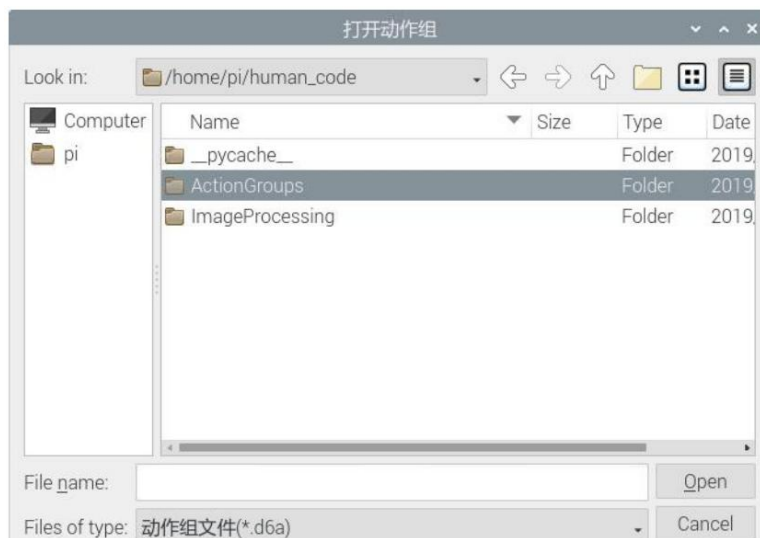 打开动作组
Look in: /home/pi/human_code
Computer
pi
Name Size Type Date
__pycache__ Folder 2019,
ActionGroups Folder 2019
ImageProcessing Folder 2019,
File name: Open
Files of type: 动作组文件(*.d6a) Cancel